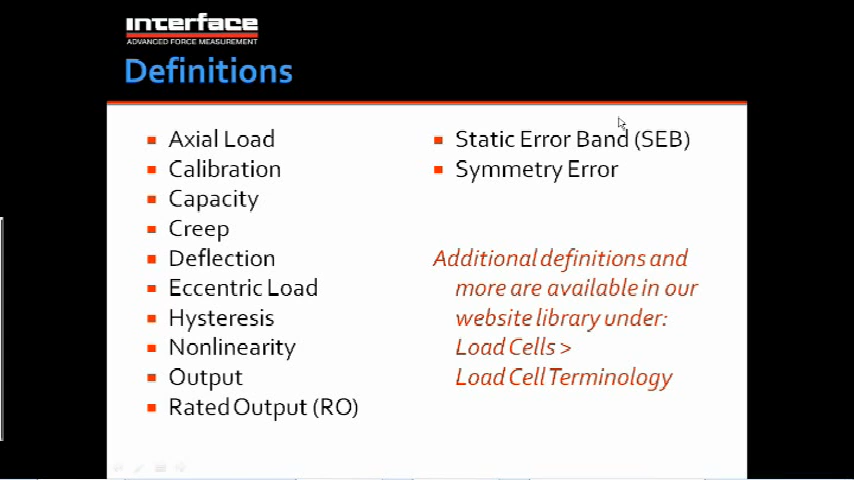 Interface
ADVANCED FORCE MEASUREMENT
Definitions
Axial Load
Calibration
Capacity
Creep
Deflection
Eccentric Load
Hysteresis
Nonlinearity
Output
Rated Output (RO)
Static Error Band (SEB)
Symmetry Error
Additional definitions and
more are available in our
website library under:
Load Cells >
Load Cell Terminology